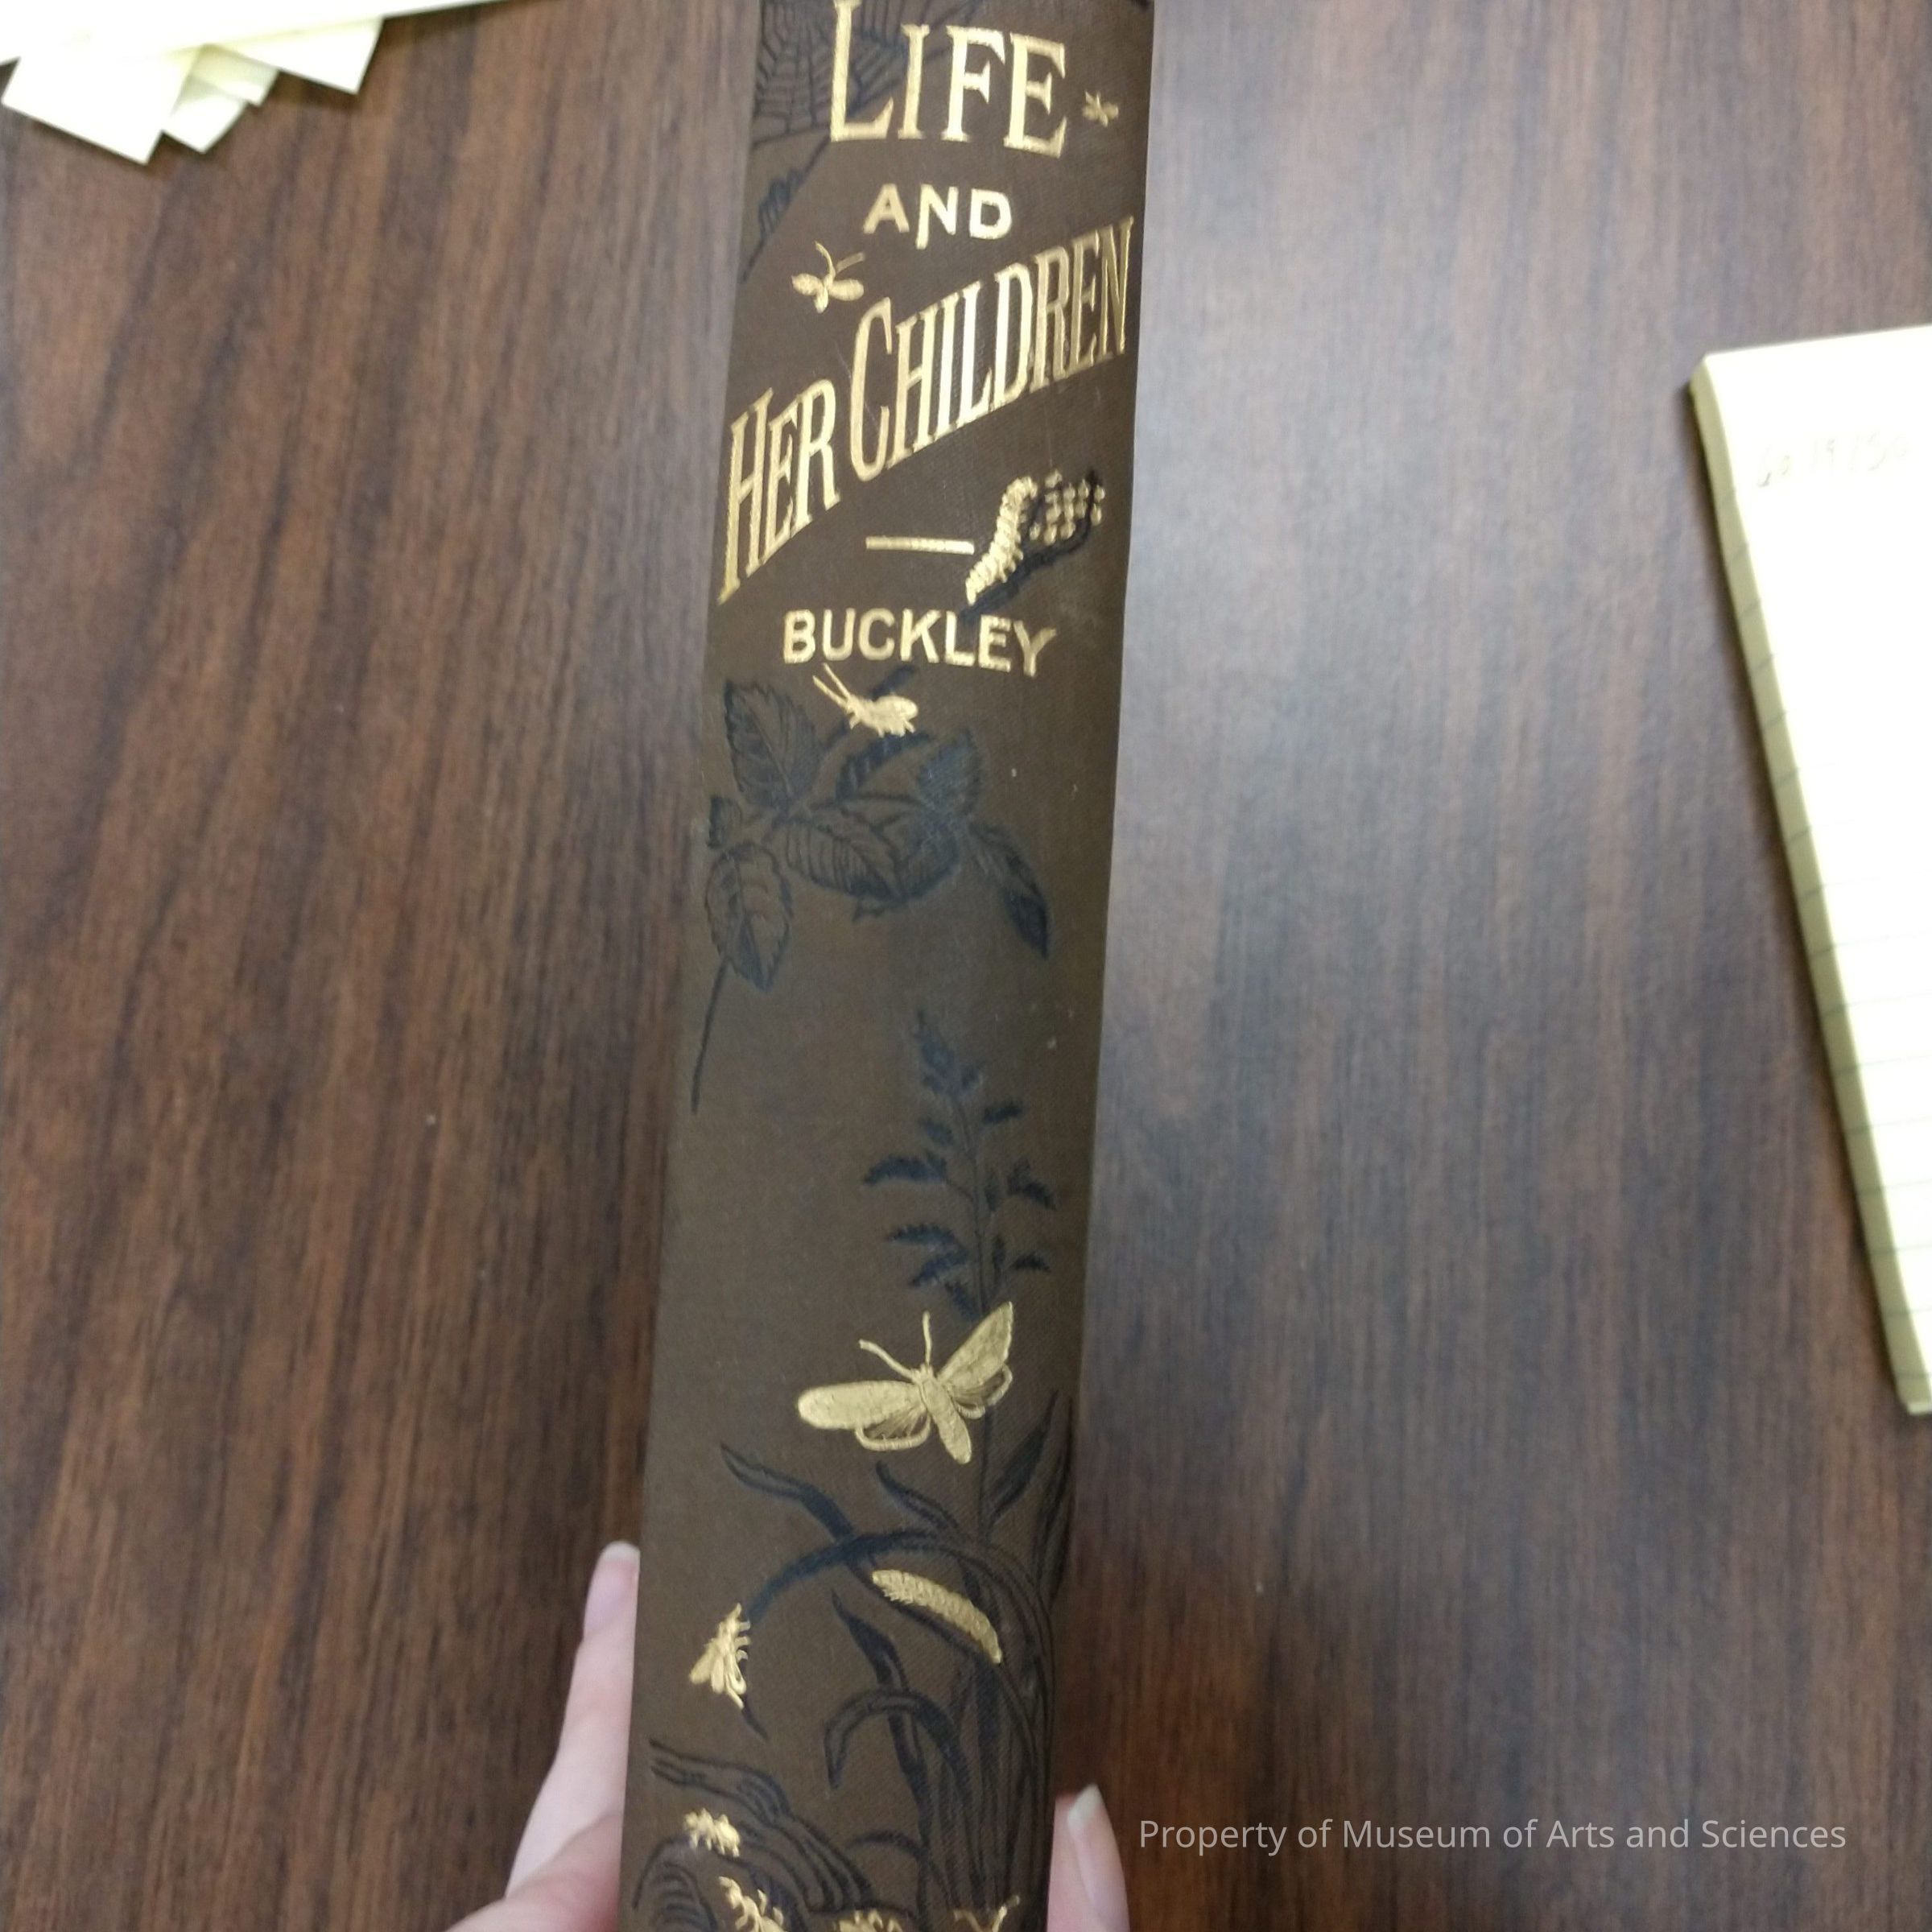 LIFE
AND
HER CHILDREN
BUCKLEY
Property of Museum of Arts and Sciences